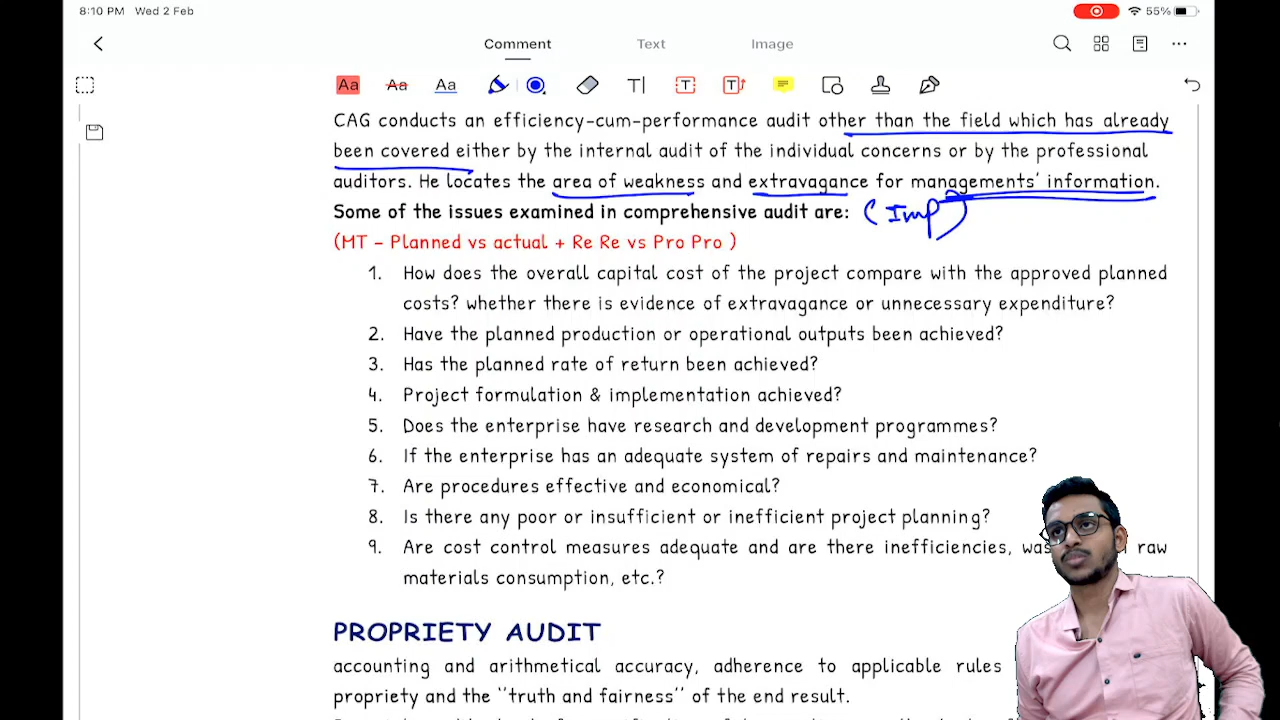 8:10 PM Wed 2 Feb
55%
Comment Text Image
Aa Aa Aa T T T
CAG conducts an efficiency-cum-performance audit other than the field which has already
been covered either by the internal audit of the individual concerns or by the professional
auditors. He locates the area of weakness and extravagance for managements' information.
Some of the issues examined in comprehensive audit are: (Imp)
(MT – Planned vs actual + Re Re vs Pro Pro )
1. How does the overall capital cost of the project compare with the approved planned
costs? whether there is evidence of extravagance or unnecessary expenditure?
2. Have the planned production or operational outputs been achieved?
3. Has the planned rate of return been achieved?
4. Project formulation & implementation achieved?
5. Does the enterprise have research and development programmes?
6. If the enterprise has an adequate system of repairs and maintenance?
7. Are procedures effective and economical?
8. Is there any poor or insufficient or inefficient project planning?
9. Are cost control measures adequate and are there inefficiencies, raw
materials consumption, etc.?
PROPRIETY AUDIT
accounting and arithmetical accuracy, adherence to applicable rules
propriety and the ''truth and fairness'' of the end result.